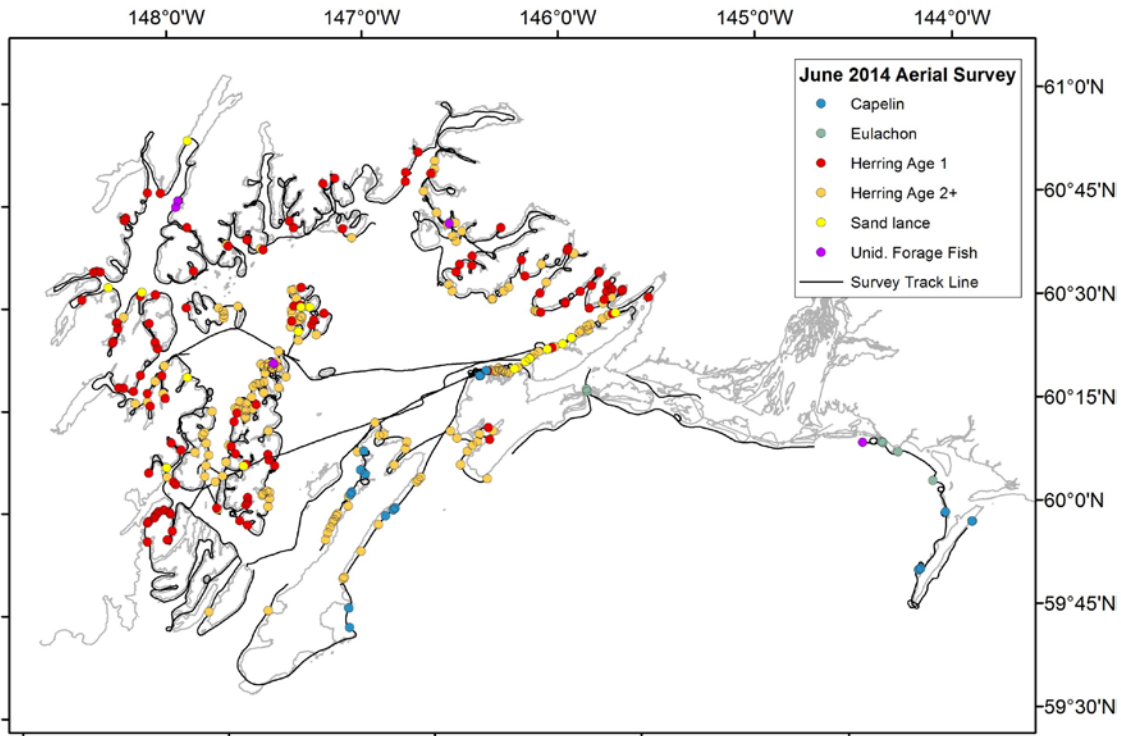 148°0'W 147°0'W 146°0'W 145°0'W 144°0'W
June 2014 Aerial Survey
Capelin
Eulachon
Herring Age 1
Herring Age 2+
Sand lance
Unid. Forage Fish
Survey Track Line
61°0'N
60°45'N
60°30'N
60°15'N
60°0'N
59°45'N
59°30'N